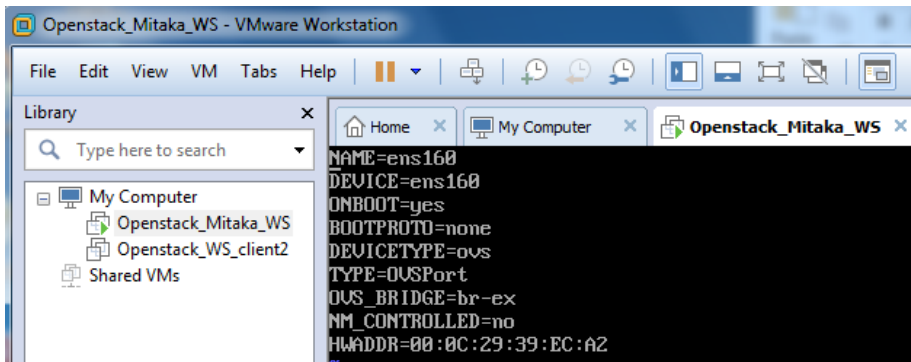 Openstack_Mitaka_WS - VMware Workstation
File Edit View VM Tabs Help
Library
Type here to search
My Computer
Openstack_Mitaka_WS
Openstack_WS_client2
Shared VMs
Home
My Computer
Openstack_Mitaka_WS
NAME=ens160
DEVICE=ens160
ONBOOT=yes
BOOTPROTO=none
DEVICETYPE=ovs
TYPE=OVSPort
OVS_BRIDGE=br-ex
NM_CONTROLLED=no
HWADDR=00:0C:29:39:EC:A2